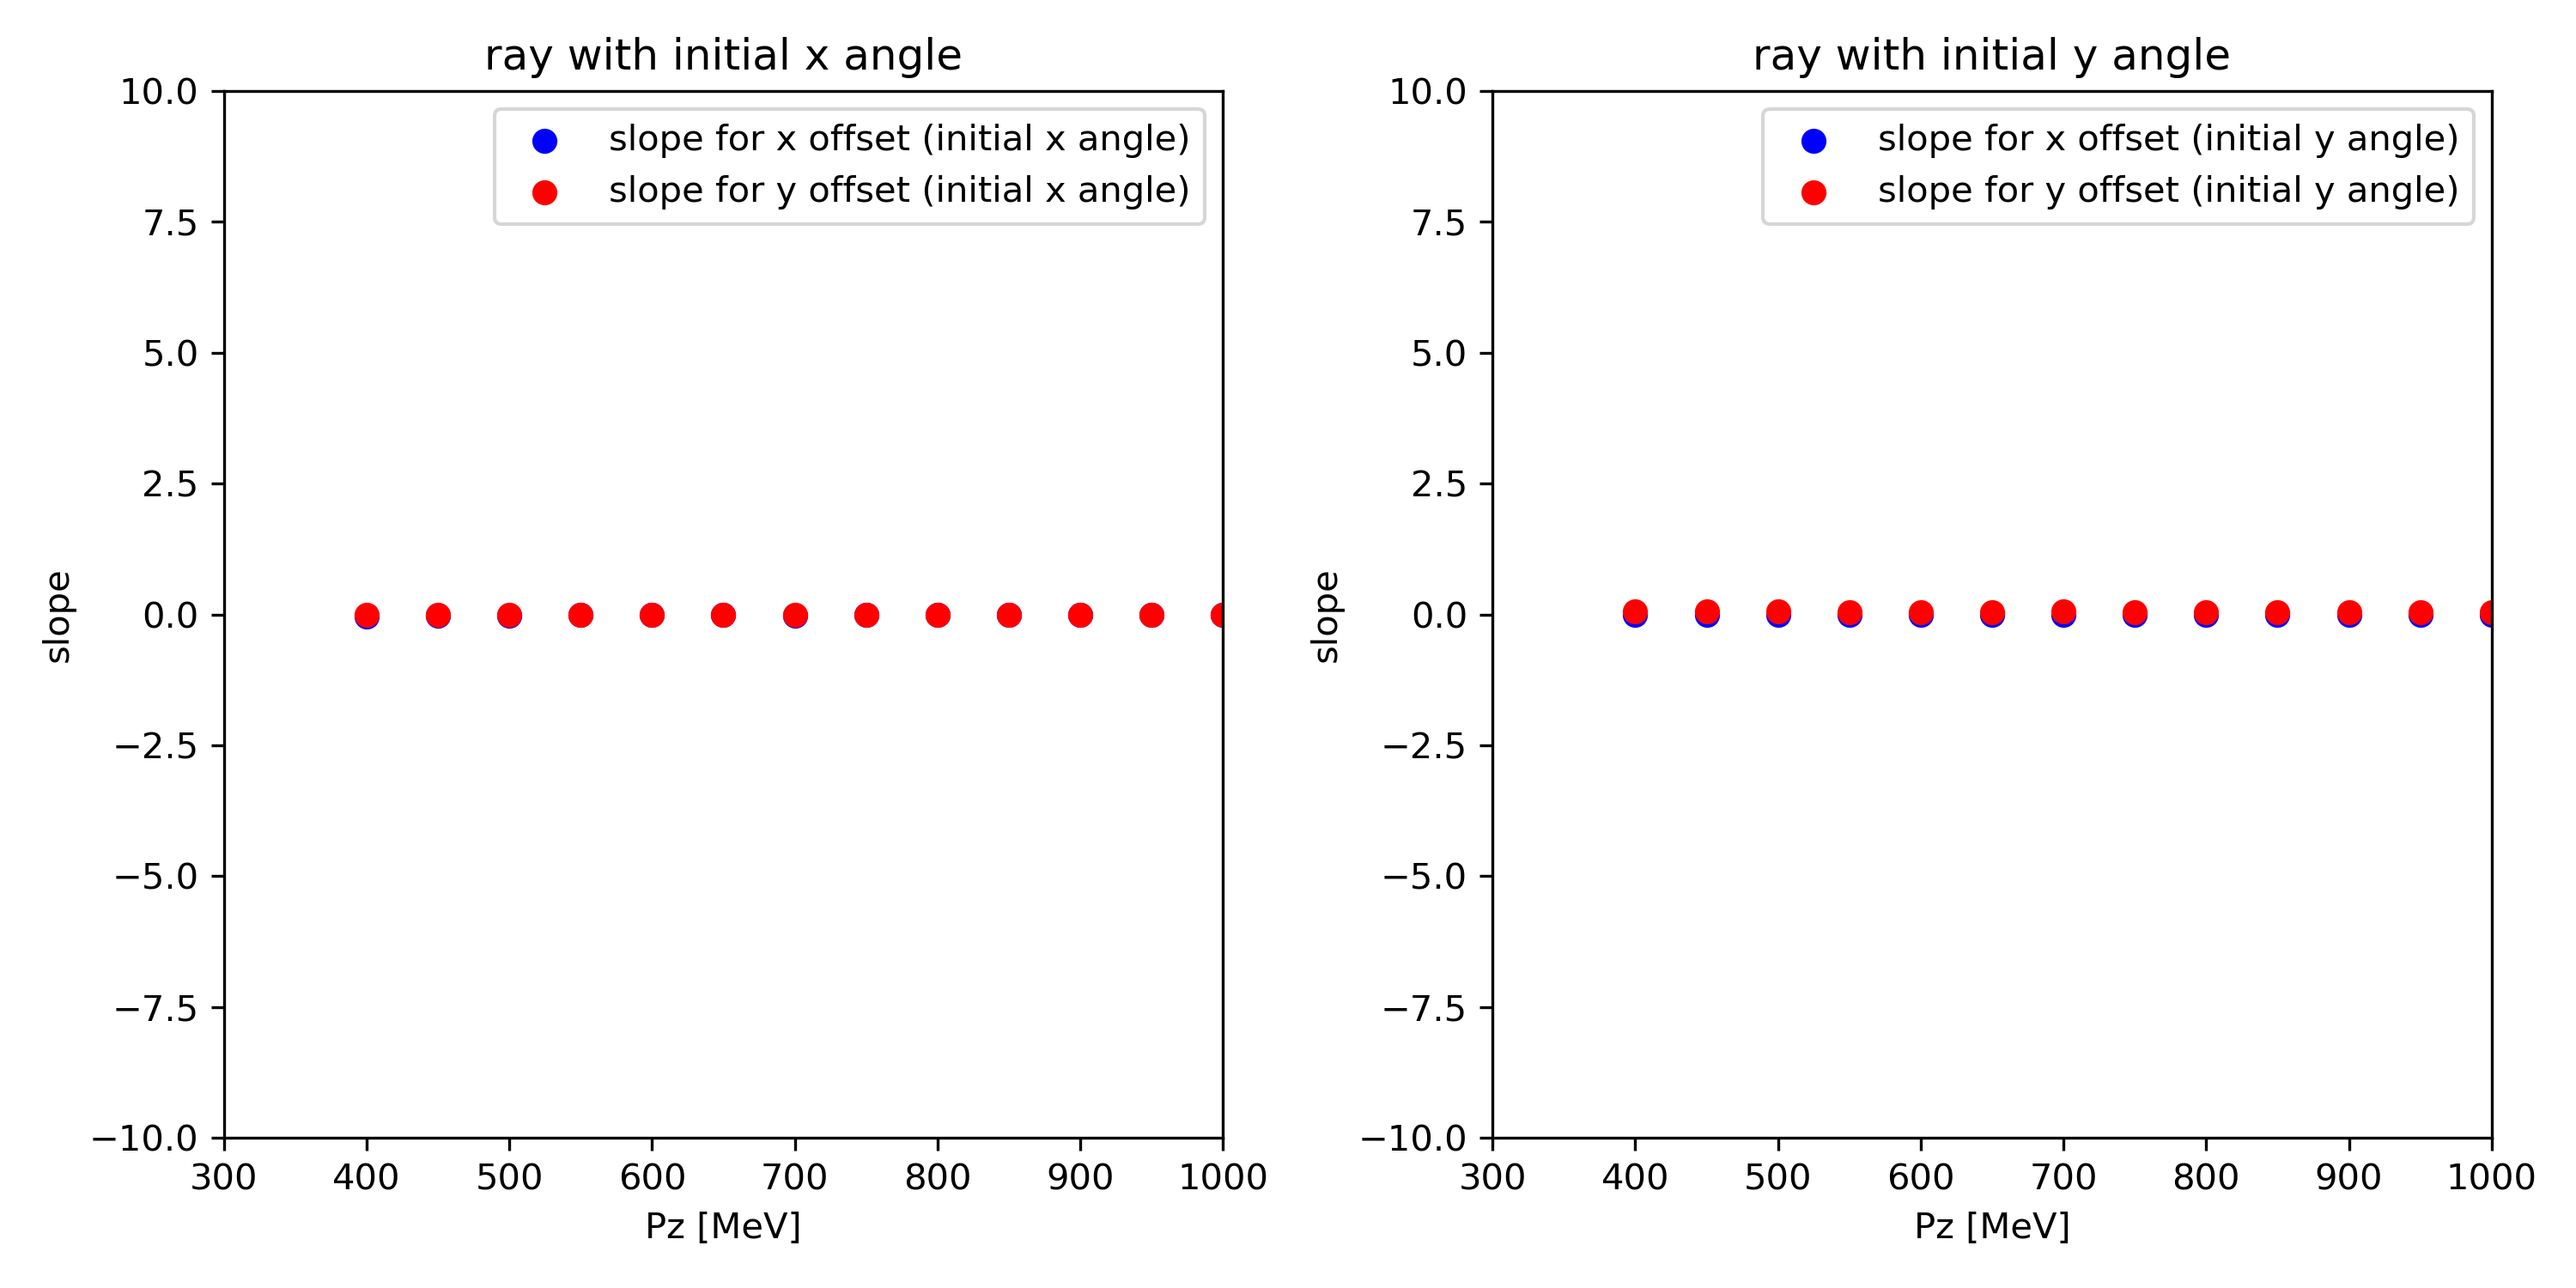 ray with initial x angle
slope for x offset (initial x angle)
slope for y offset (initial x angle)
10.0
7.5
5.0
2.5
0.0
−2.5
−5.0
−7.5
−10.0
slope
300 400 500 600 700 800 900 1000
Pz [MeV]
ray with initial y angle
slope for x offset (initial y angle)
slope for y offset (initial y angle)
10.0
7.5
5.0
2.5
0.0
−2.5
−5.0
−7.5
−10.0
slope
300 400 500 600 700 800 900 1000
Pz [MeV]